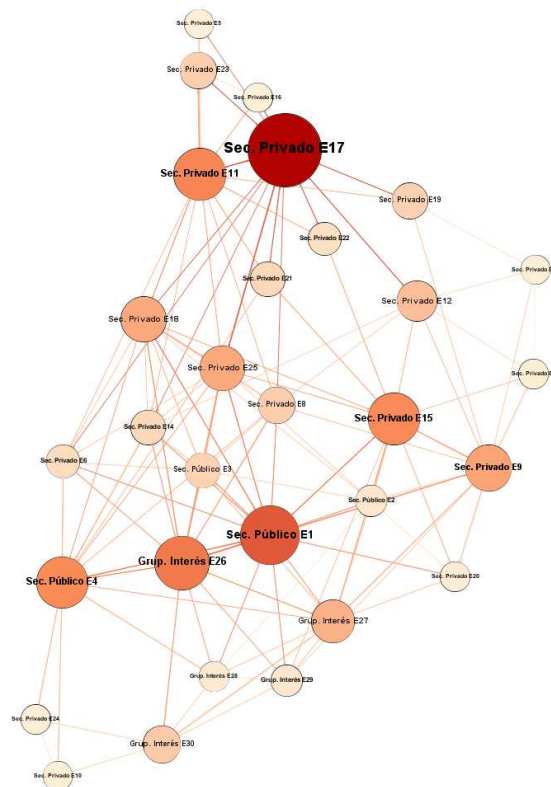 Sec. Privado E5
Sec. Privado E23
Sec. Privado E16
Sec. Privado E17
Sec. Privado E11
Sec. Privado E19
Sec. Privado E22
Sec. Privado E21
Sec. Privado E
Sec. Privado E12
Sec. Privado E18
Sec. Privado E25
Sec. Privado E
Sec. Privado E8
Sec. Privado E15
Sec. Privado E14
Sec. Privado E6
Sec. Público E3
Sec. Privado E9
Sec. Público E2
Sec. Público E1
Grup. Interés E26
Sec. Público E4
Sec. Privado E20
Grup. Interés E27
Grup. Interés E28
Grup. Interés E29
Sec. Privado E24
Grup. Interés E30
Sec. Privado E10